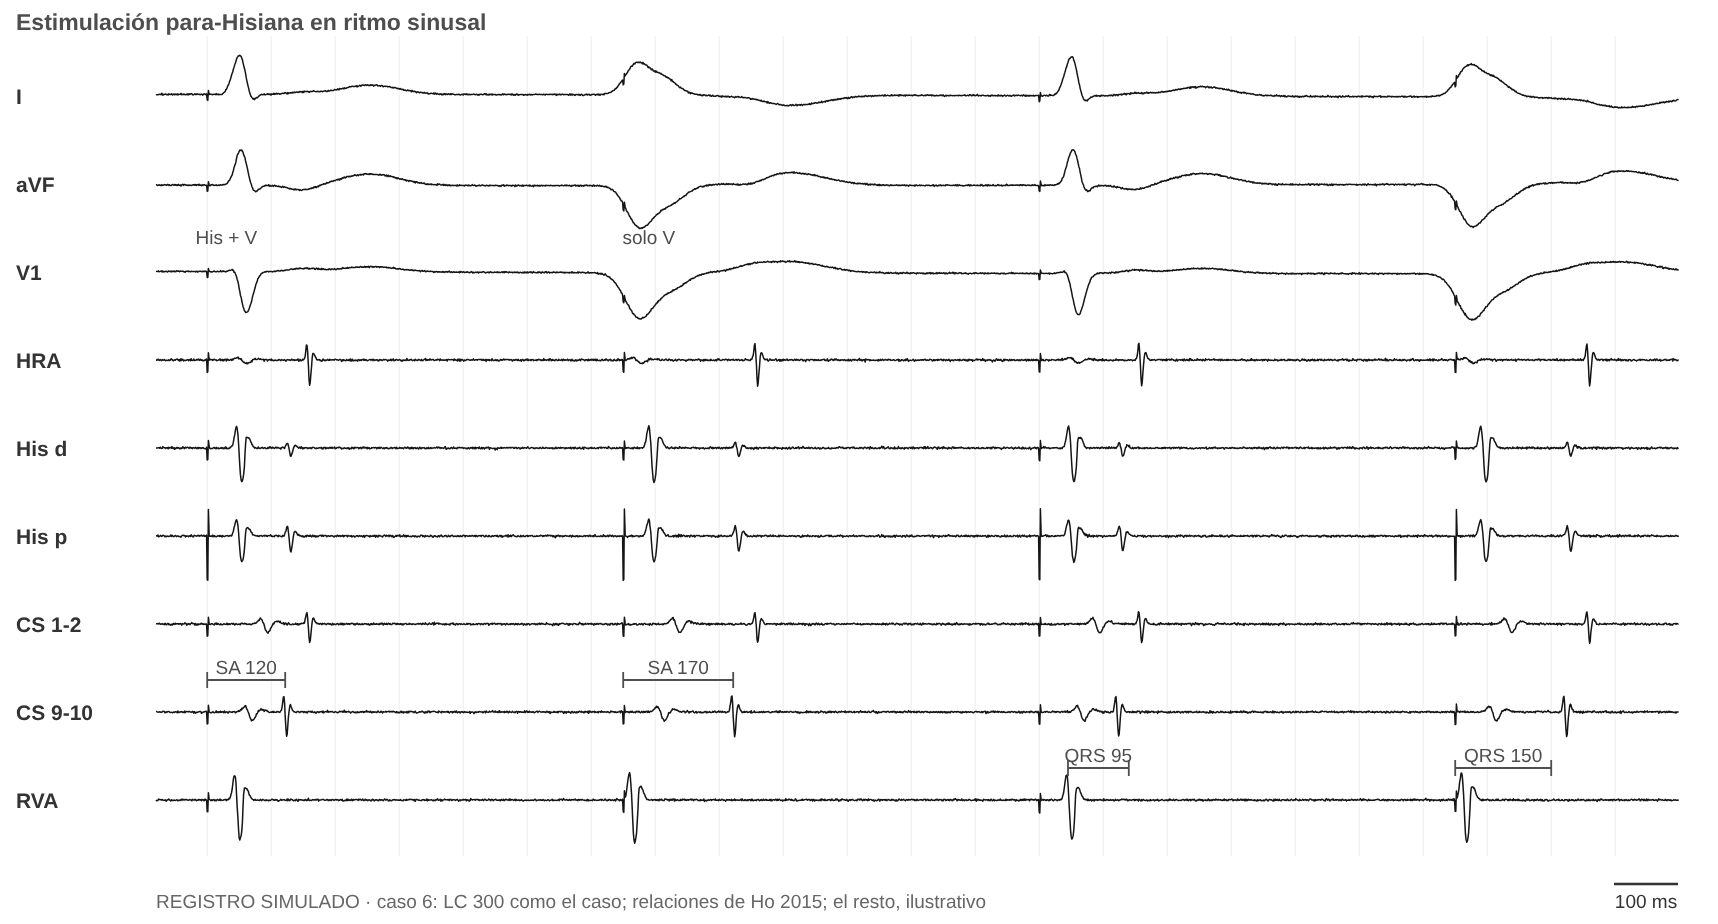 Estimulación para-Hisiana en ritmo sinusal
I
aVF
His + V
solo V
V1
HRA
His d
His p
CS 1-2
SA 120
SA 170
CS 9-10
QRS 95
QRS 150
RVA
REGISTRO SIMULADO · caso 6: LC 300 como el caso; relaciones de Ho 2015; el resto, ilustrativo
100 ms